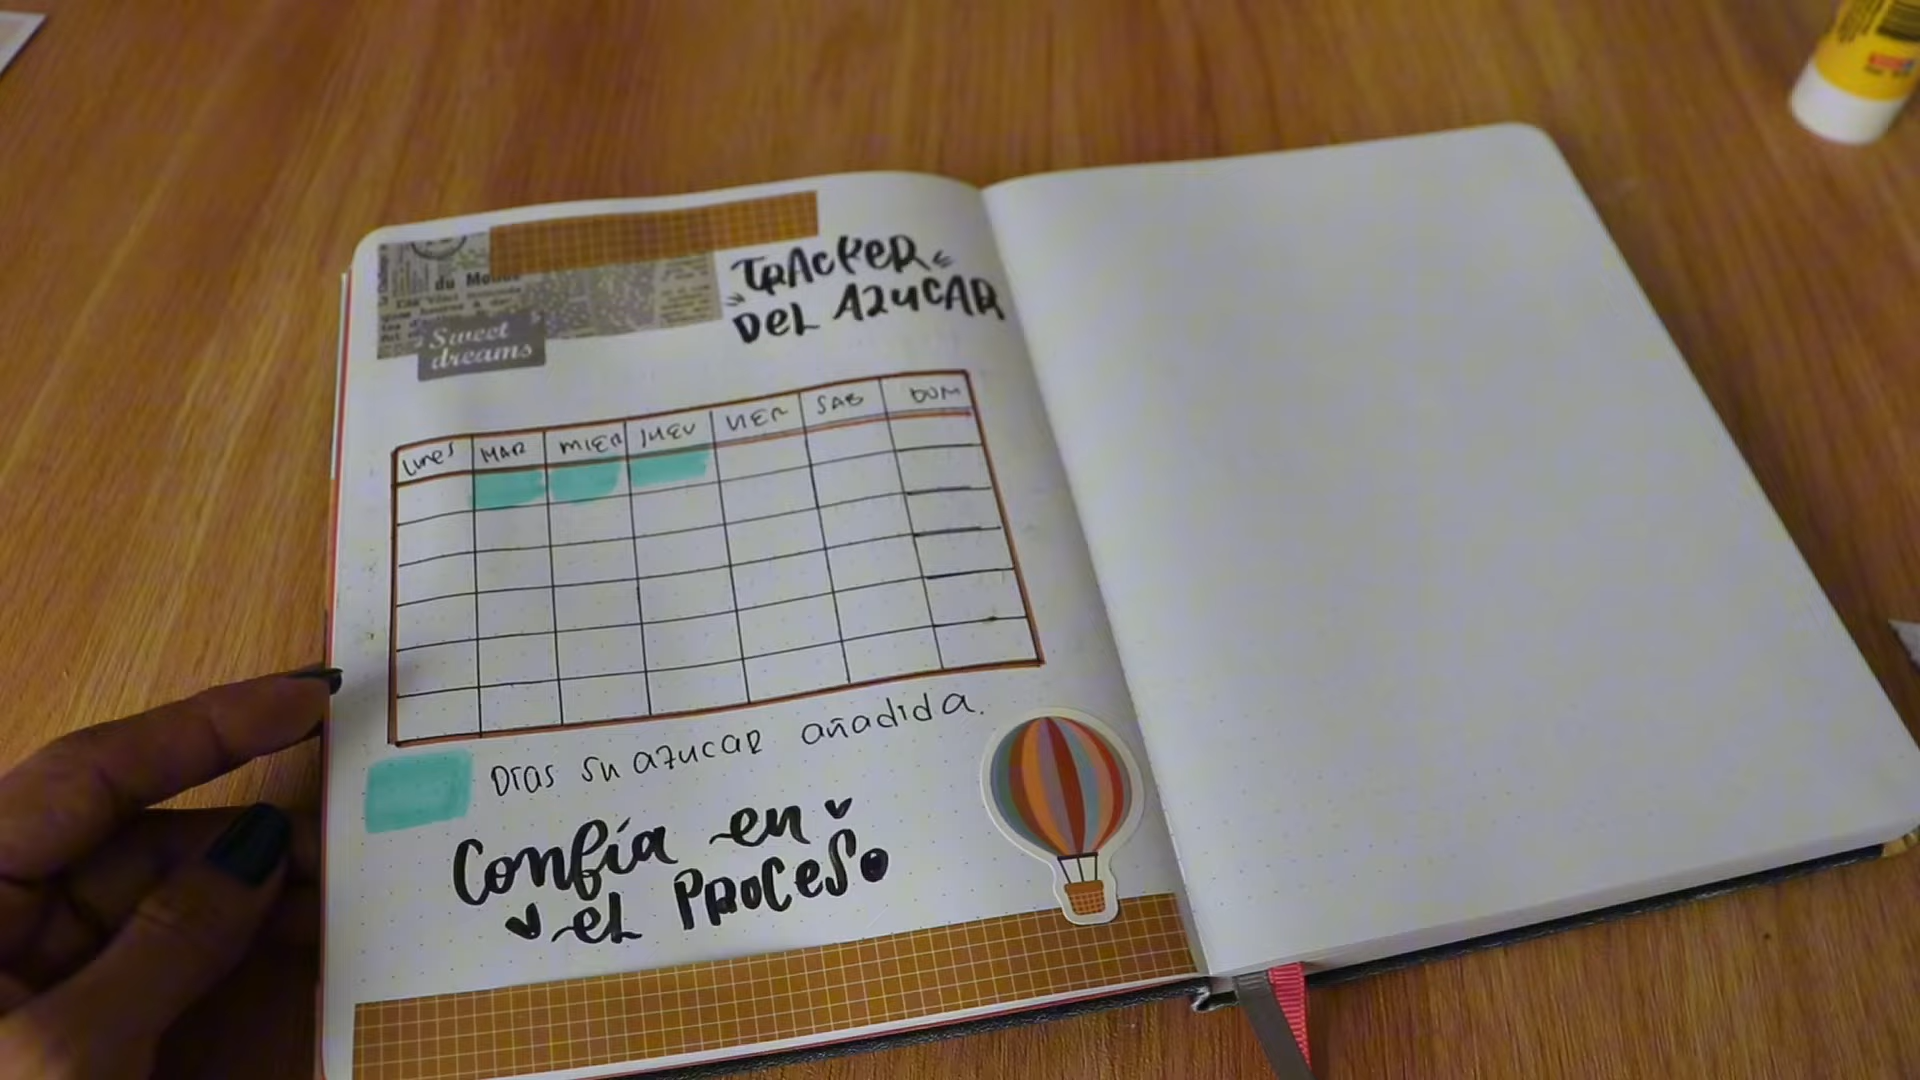 du Monde
Sweet
dreams
TRACKER
DEL AZUCAR
LUNES MAR MIER JUEV VIER SAB DOM
Dias sin azucar añadida.
Confía en
el PROCESO